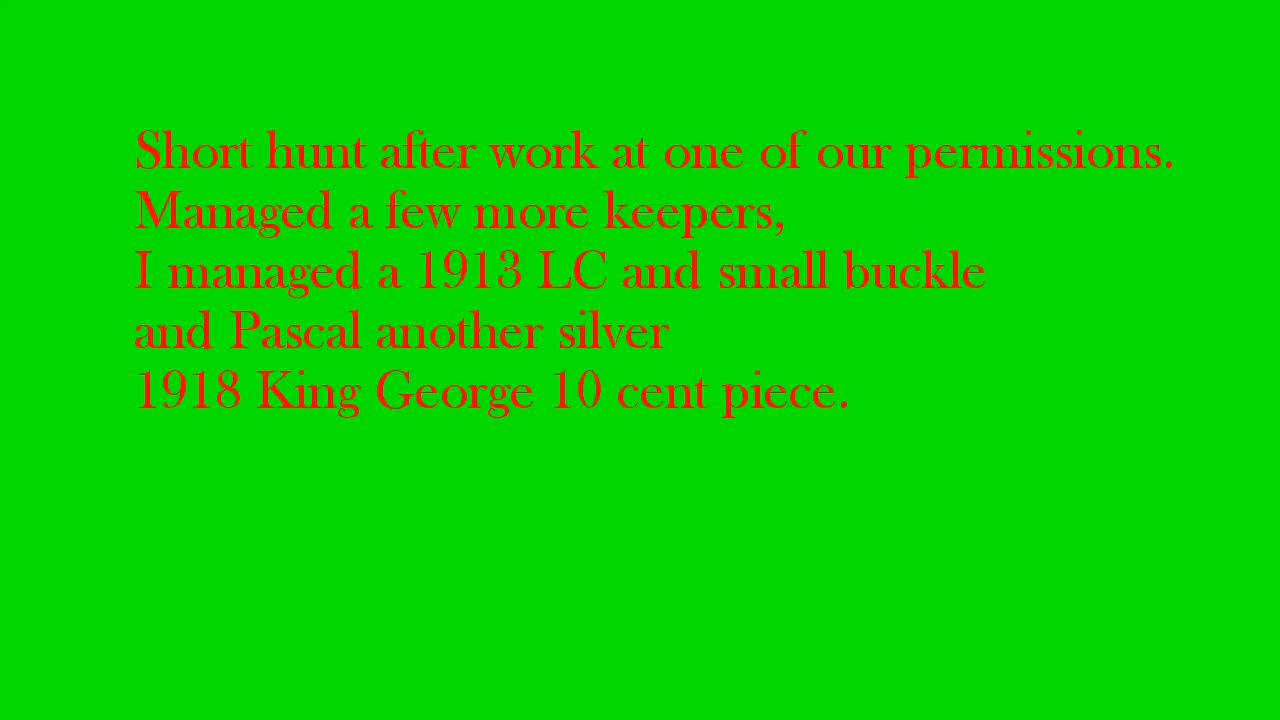 Short hunt after work at one of our permissions.
Managed a few more keepers,
I managed a 1913 LC and small buckle
and Pascal another silver
1918 King George 10 cent piece.